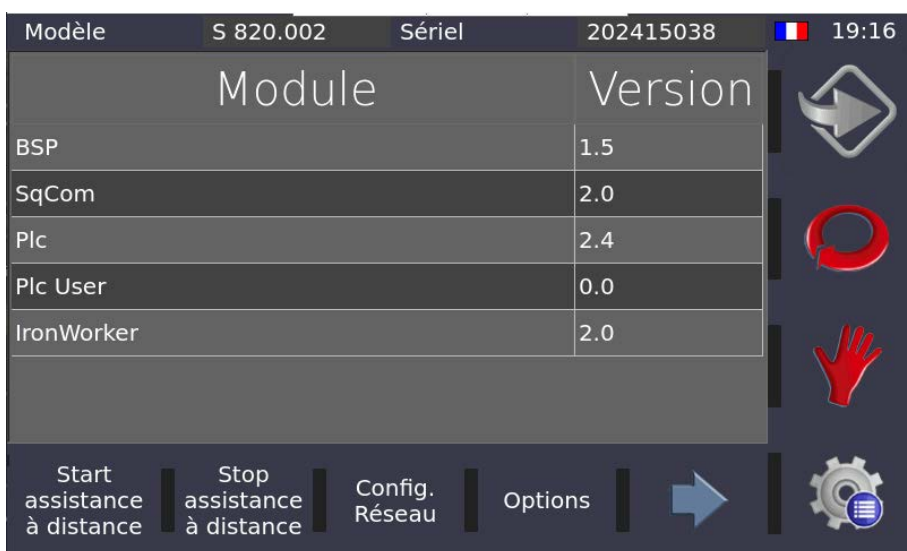 Modèle S 820.002 Sériel 202415038 19:16
Module Version
BSP 1.5
SqCom 2.0
Plc 2.4
Plc User 0.0
IronWorker 2.0
Start assistance à distance
Stop assistance à distance
Config. Réseau
Options